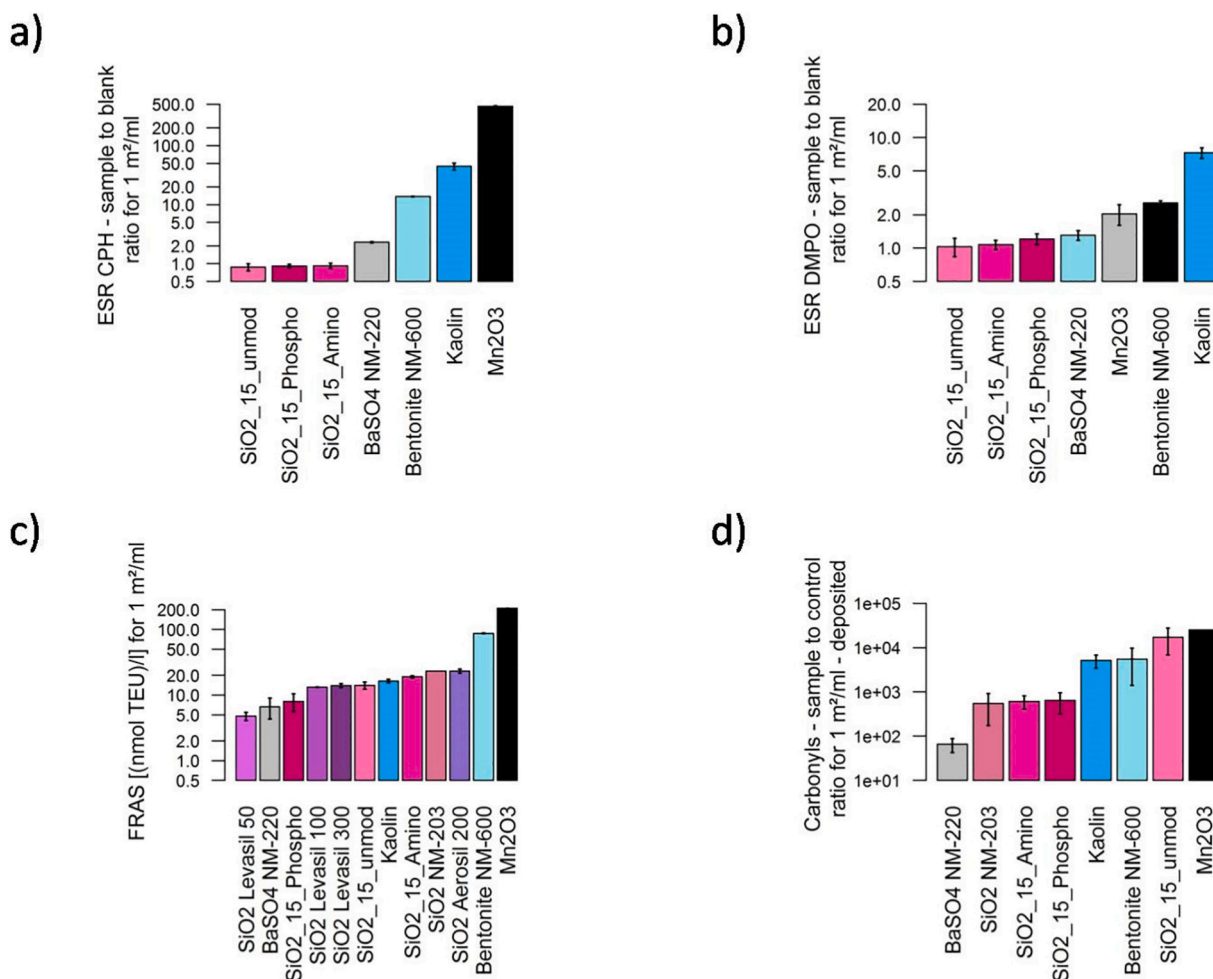 a)
ESR CPH - sample to blank
ratio for 1 m²/ml
500.0
200.0
100.0
50.0
20.0
10.0
5.0
2.0
1.0
0.5
SiO2_15_unmod
SiO2_15_Phospho
SiO2_15_Amino
BaSO4 NM-220
Bentonite NM-600
Kaolin
Mn2O3
b)
ESR DMPO - sample to blank
ratio for 1 m²/ml
20.0
10.0
5.0
2.0
1.0
0.5
SiO2_15_unmod
SiO2_15_Amino
SiO2_15_Phospho
BaSO4 NM-220
Mn2O3
Bentonite NM-600
Kaolin
c)
FRAS [(nmol TEU)/l] for 1 m²/ml
200.0
100.0
50.0
20.0
10.0
5.0
2.0
1.0
0.5
SiO2 Levasil 50
BaSO4 NM-220
SiO2_15_Phospho
SiO2 Levasil 100
SiO2 Levasil 300
SiO2_15_unmod
Kaolin
SiO2_15_Amino
SiO2 NM-203
SiO2 Aerosil 200
Bentonite NM-600
Mn2O3
d)
Carbonyls - sample to control
ratio for 1 m²/ml - deposited
1e+05
1e+04
1e+03
1e+02
1e+01
BaSO4 NM-220
SiO2 NM-203
SiO2_15_Amino
SiO2_15_Phospho
Kaolin
Bentonite NM-600
SiO2_15_unmod
Mn2O3